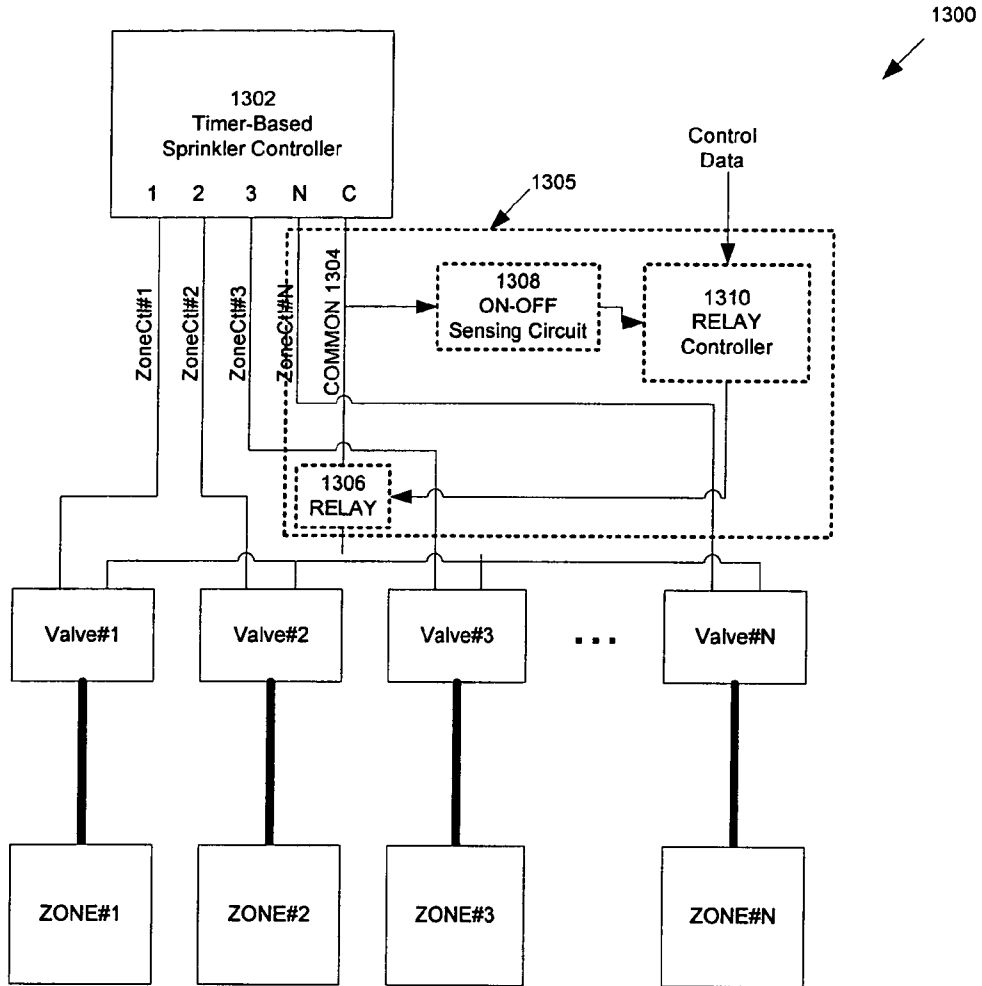 1300
1302
Timer-Based
Sprinkler Controller
1 2 3 N C
Control
Data
1305
ZoneCtl#1
ZoneCtl#2
ZoneCtl#3
ZoneCtl#N
COMMON 1304
1308
ON-OFF
Sensing Circuit
1310
RELAY
Controller
1306
RELAY
Valve#1
Valve#2
Valve#3
...
Valve#N
ZONE#1
ZONE#2
ZONE#3
ZONE#N